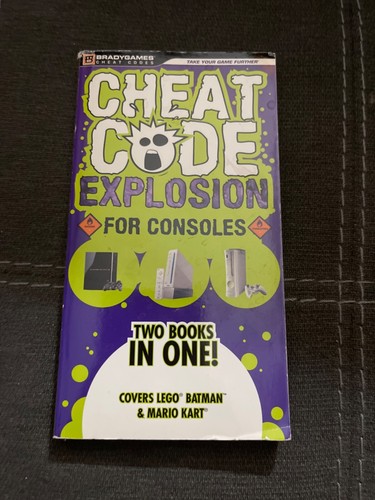 BRADYGAMES
CHEAT CODES
TAKE YOUR GAME FURTHER®
CHEAT
CODE
EXPLOSION
FOR CONSOLES
TWO BOOKS
IN ONE!
COVERS LEGO® BATMAN™
& MARIO KART®